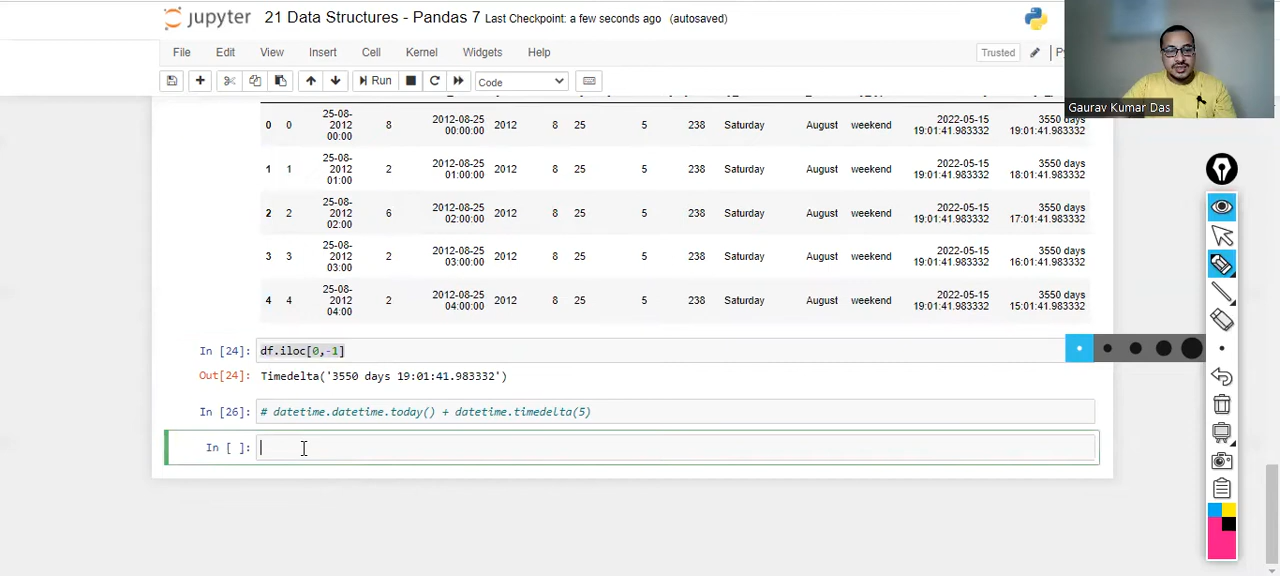 jupyter 21 Data Structures - Pandas 7 Last Checkpoint: a few seconds ago (autosaved)
File Edit View Insert Cell Kernel Widgets Help Trusted
Run Code
Gaurav Kumar Das
0 0 25-08-2012 00:00 8 2012-08-25 00:00:00 2012 8 25 5 238 Saturday August weekend 2022-05-15 19:01:41.983332 3550 days 19:01:41.983332
1 1 25-08-2012 01:00 2 2012-08-25 01:00:00 2012 8 25 5 238 Saturday August weekend 2022-05-15 19:01:41.983332 3550 days 18:01:41.983332
2 2 25-08-2012 02:00 6 2012-08-25 02:00:00 2012 8 25 5 238 Saturday August weekend 2022-05-15 19:01:41.983332 3550 days 17:01:41.983332
3 3 25-08-2012 03:00 2 2012-08-25 03:00:00 2012 8 25 5 238 Saturday August weekend 2022-05-15 19:01:41.983332 3550 days 16:01:41.983332
4 4 25-08-2012 04:00 2 2012-08-25 04:00:00 2012 8 25 5 238 Saturday August weekend 2022-05-15 19:01:41.983332 3550 days 15:01:41.983332
In [24]: df.iloc[0,-1]
Out[24]: Timedelta('3550 days 19:01:41.983332')
In [26]: # datetime.datetime.today() + datetime.timedelta(5)
In [ ]: